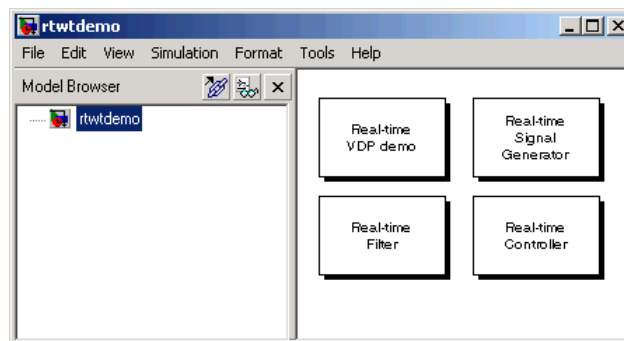 rtwtdemo
File Edit View Simulation Format Tools Help
Model Browser
rtwtdemo
Real-time
VDP demo
Real-time
Signal
Generator
Real-time
Filter
Real-time
Controller